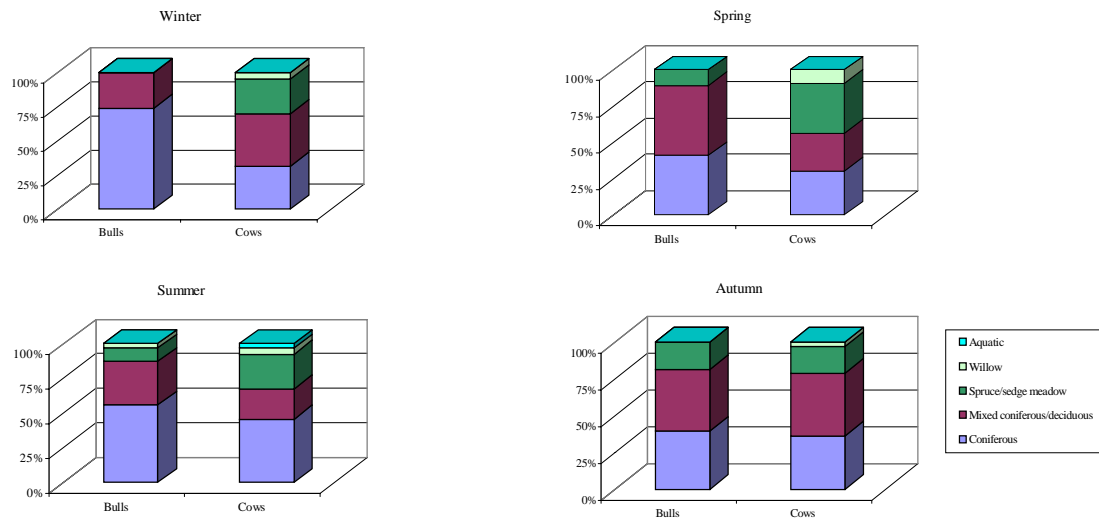 Winter
100%
75%
50%
25%
0%
Bulls Cows
Spring
100%
75%
50%
25%
0%
Bulls Cows
Summer
100%
75%
50%
25%
0%
Bulls Cows
Autumn
100%
75%
50%
25%
0%
Bulls Cows
Aquatic
Willow
Spruce/sedge meadow
Mixed coniferous/deciduous
Coniferous